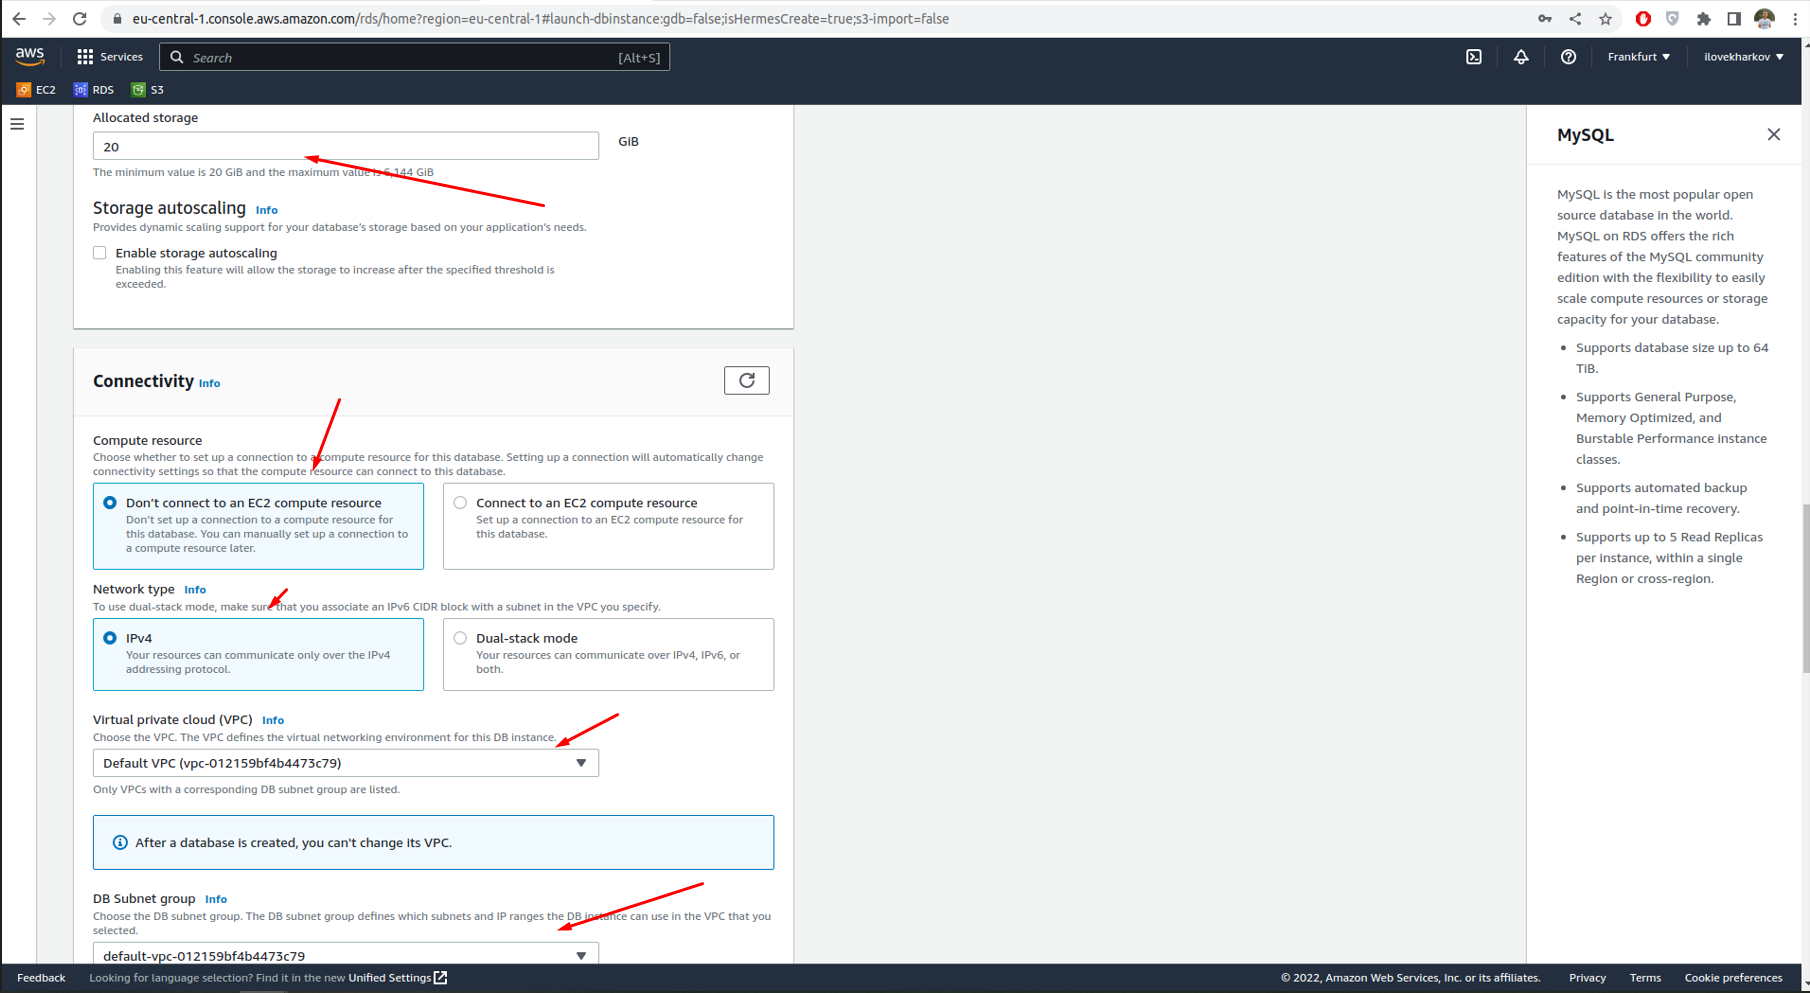 eu-central-1.console.aws.amazon.com/rds/home?region=eu-central-1#launch-dbinstance:gdb=false;isHermesCreate=true;s3-import=false
aws
Services
Search
[Alt+S]
Frankfurt
ilovekharkov
EC2
RDS
S3
Allocated storage
20
GiB
The minimum value is 20 GiB and the maximum value is 6,144 GiB
Storage autoscaling Info
Provides dynamic scaling support for your database's storage based on your application's needs.
Enable storage autoscaling
Enabling this feature will allow the storage to increase after the specified threshold is
exceeded.
Connectivity Info
Compute resource
Choose whether to set up a connection to a compute resource for this database. Setting up a connection will automatically change
connectivity settings so that the compute resource can connect to this database.
Don't connect to an EC2 compute resource
Don't set up a connection to a compute resource for
this database. You can manually set up a connection to
a compute resource later.
Connect to an EC2 compute resource
Set up a connection to an EC2 compute resource for
this database.
Network type Info
To use dual-stack mode, make sure that you associate an IPv6 CIDR block with a subnet in the VPC you specify.
IPv4
Your resources can communicate only over the IPv4
addressing protocol.
Dual-stack mode
Your resources can communicate over IPv4, IPv6, or
both.
Virtual private cloud (VPC) Info
Choose the VPC. The VPC defines the virtual networking environment for this DB instance.
Default VPC (vpc-012159bf4b4473c79)
Only VPCs with a corresponding DB subnet group are listed.
After a database is created, you can't change its VPC.
DB Subnet group Info
Choose the DB subnet group. The DB subnet group defines which subnets and IP ranges the DB instance can use in the VPC that you
selected.
default-vpc-012159bf4b4473c79
MySQL
MySQL is the most popular open
source database in the world.
MySQL on RDS offers the rich
features of the MySQL community
edition with the flexibility to easily
scale compute resources or storage
capacity for your database.
• Supports database size up to 64
TiB.
• Supports General Purpose,
Memory Optimized, and
Burstable Performance instance
classes.
• Supports automated backup
and point-in-time recovery.
• Supports up to 5 Read Replicas
per instance, within a single
Region or cross-region.
Feedback
Looking for language selection? Find it in the new Unified Settings
© 2022, Amazon Web Services, Inc. or its affiliates.
Privacy
Terms
Cookie preferences